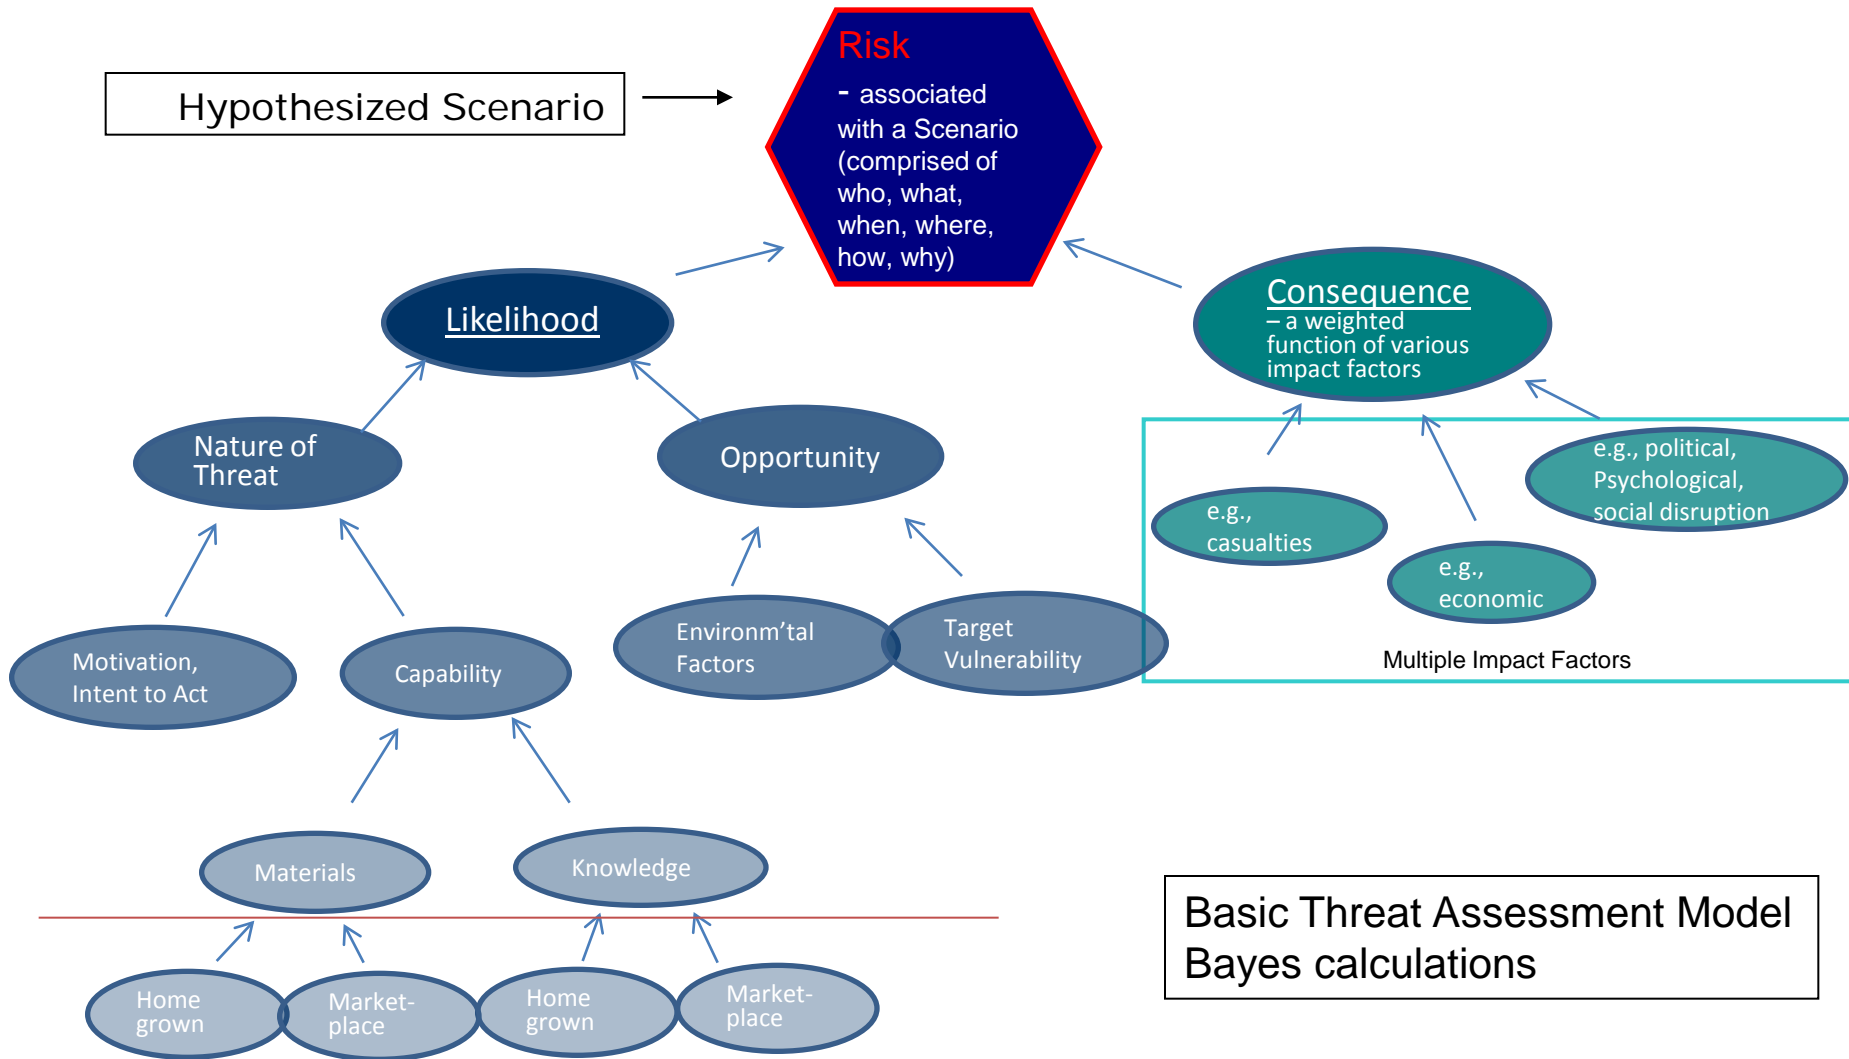 Risk
- associated
with a Scenario
(comprised of
who, what,
when, where,
how, why)
Hypothesized Scenario
Likelihood
Consequence
– a weighted
function of various
impact factors
Nature of
Threat
Opportunity
e.g., political,
Psychological,
social disruption
e.g.,
casualties
e.g.,
economic
Multiple Impact Factors
Motivation,
Intent to Act
Capability
Environm’tal
Factors
Target
Vulnerability
Materials
Knowledge
Home
grown
Market-
place
Home
grown
Market-
place
Basic Threat Assessment Model
Bayes calculations